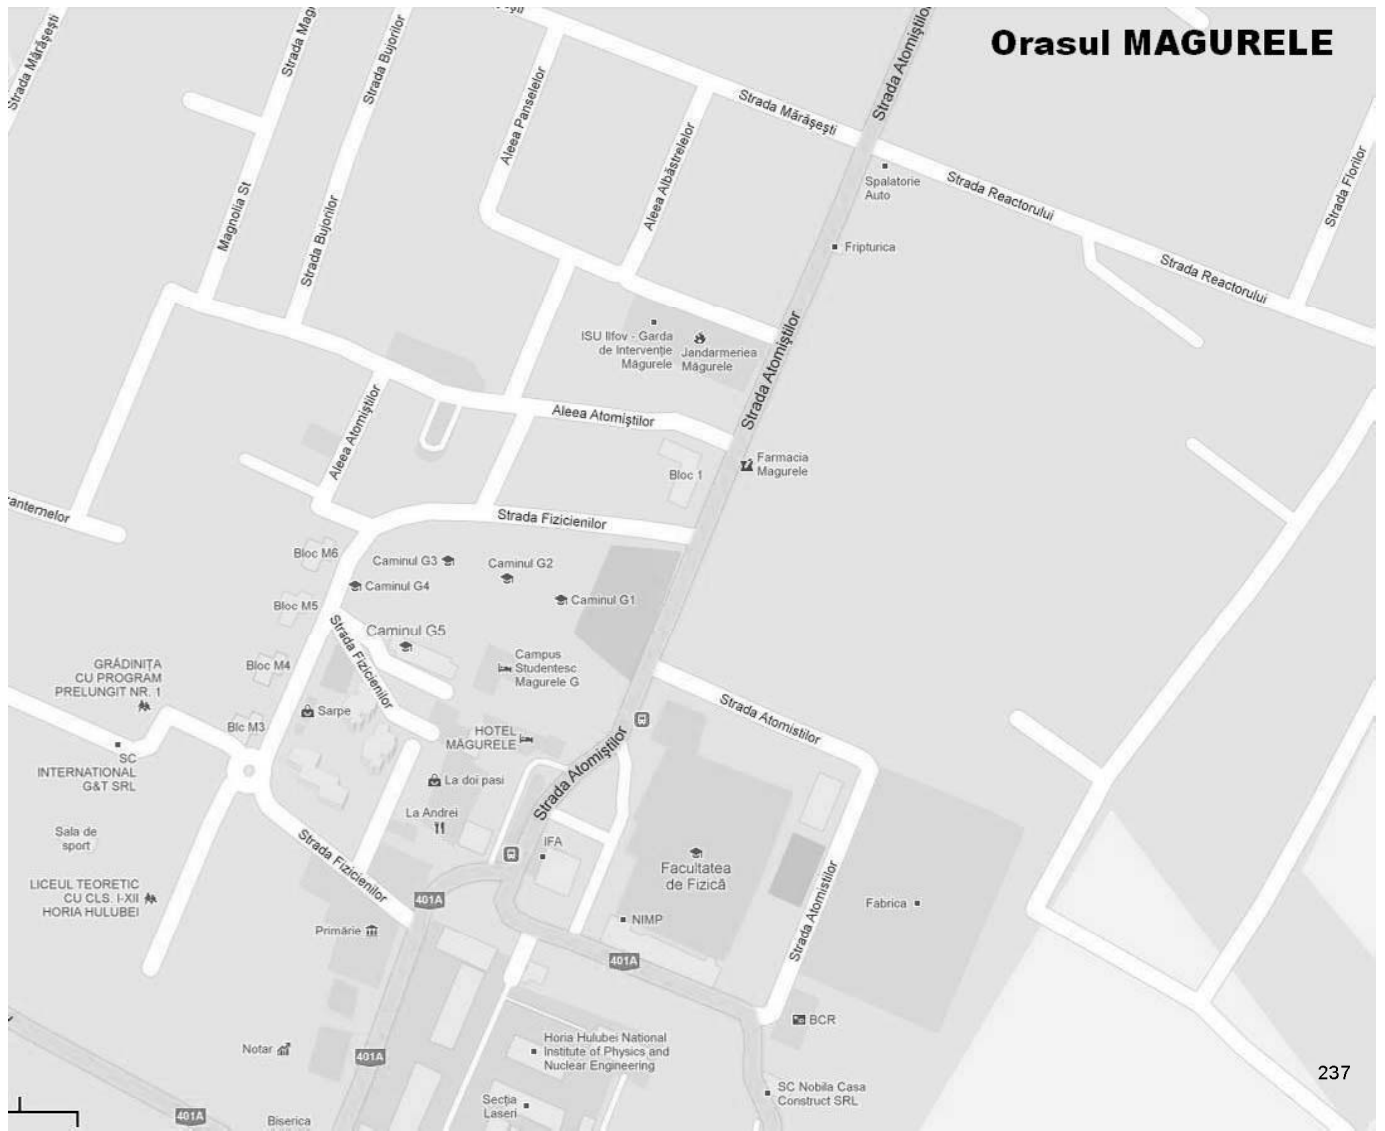 Orasul MAGURELE
Strada Mărășești
Strada Mag
Strada Bujorilor
Aleea Panselelor
Strada Mărășești
Strada Atomiștilor
Aleea Albăstrelelor
Magnolia St
Strada Bujorilor
Spalatorie
Auto
Strada Reactorului
Strada Florilor
Fripturica
Strada Reactorului
ISU Ilfov - Garda
de Intervenție
Măgurele
Jandarmeriea
Măgurele
Strada Atomiștilor
Aleea Atomiștilor
Aleea Atomiștilor
Bloc 1
Farmacia
Magurele
anternelor
Strada Fizicienilor
Bloc M6
Caminul G3
Caminul G2
Caminul G4
Caminul G1
Bloc M5
Strada Fizicienilor
Caminul G5
Bloc M4
Campus
Studentesc
Magurele G
GRĂDINIȚA
CU PROGRAM
PRELUNGIT NR. 1
Sarpe
Blc M3
HOTEL
MĂGURELE
Strada Atomistilor
Strada Atomiștilor
SC
INTERNATIONAL
G&T SRL
La doi pasi
La Andrei
Sala de
sport
IFA
Strada Fizicienilor
Facultatea
de Fizică
LICEUL TEORETIC
CU CLS. I-XII
HORIA HULUBEI
401A
Strada Atomistilor
Fabrica
Primărie
NIMP
401A
BCR
Notar
401A
Horia Hulubei National
Institute of Physics and
Nuclear Engineering
237
SC Nobila Casa
Construct SRL
Secția
Laseri
401A
Biserica